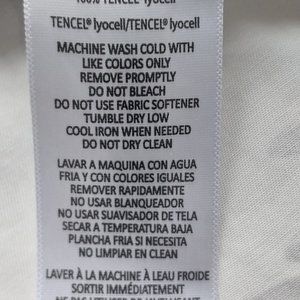 100% TENCEL® lyocell
TENCEL® lyocell/TENCEL® lyocell
MACHINE WASH COLD WITH
LIKE COLORS ONLY
REMOVE PROMPTLY
DO NOT BLEACH
DO NOT USE FABRIC SOFTENER
TUMBLE DRY LOW
COOL IRON WHEN NEEDED
DO NOT DRY CLEAN
LAVAR A MAQUINA CON AGUA
FRIA Y CON COLORES IGUALES
REMOVER RAPIDAMENTE
NO USAR BLANQUEADOR
NO USAR SUAVISADOR DE TELA
SECAR A TEMPERATURA BAJA
PLANCHA FRIA SI NECESITA
NO LIMPIAR EN CLEAN
LAVER À LA MACHINE À L'EAU FROIDE
SORTIR IMMÉDIATEMENT